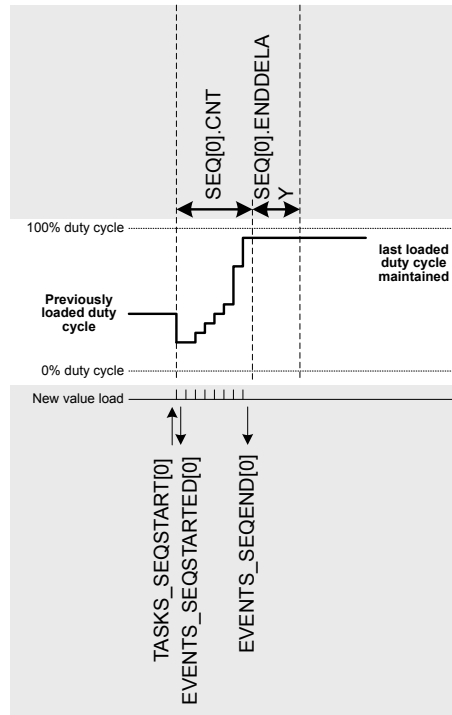 SEQ[0].CNT
SEQ[0].ENDDELA
Y
100% duty cycle
last loaded
duty cycle
maintained
Previously
loaded duty
cycle
0% duty cycle
New value load
TASKS_SEQSTART[0]
EVENTS_SEQSTARTED[0]
EVENTS_SEQEND[0]